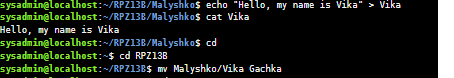 sysadmin@localhost:~/RPZ13B/Malyshko$ echo "Hello, my name is Vika" > Vika
sysadmin@localhost:~/RPZ13B/Malyshko$ cat Vika
Hello, my name is Vika
sysadmin@localhost:~/RPZ13B/Malyshko$ cd
sysadmin@localhost:~$ cd RPZ13B
sysadmin@localhost:~/RPZ13B$ mv Malyshko/Vika Gachka